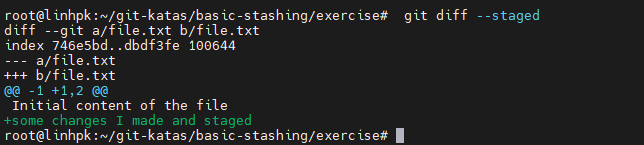 root@linhpk:~/git-katas/basic-stashing/exercise#  git diff --staged
diff --git a/file.txt b/file.txt
index 746e5bd..dbdf3fe 100644
--- a/file.txt
+++ b/file.txt
@@ -1 +1,2 @@
 Initial content of the file
+some changes I made and staged
root@linhpk:~/git-katas/basic-stashing/exercise#